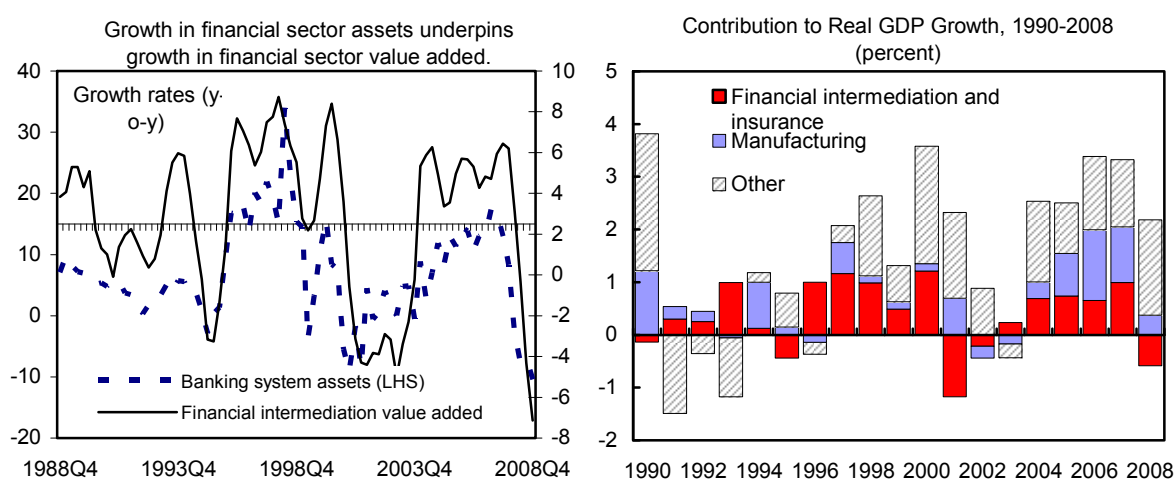 Growth in financial sector assets underpins
growth in financial sector value added.
40
30
20
10
0
-10
-20
10
8
6
4
2
0
-2
-4
-6
-8
Growth rates (y-
o-y)
Banking system assets (LHS)
Financial intermediation value added
1988Q4 1993Q4 1998Q4 2003Q4 2008Q4
Contribution to Real GDP Growth, 1990-2008
(percent)
5
4
3
2
1
0
-1
-2
Financial intermediation and
insurance
Manufacturing
Other
1990 1992 1994 1996 1998 2000 2002 2004 2006 2008